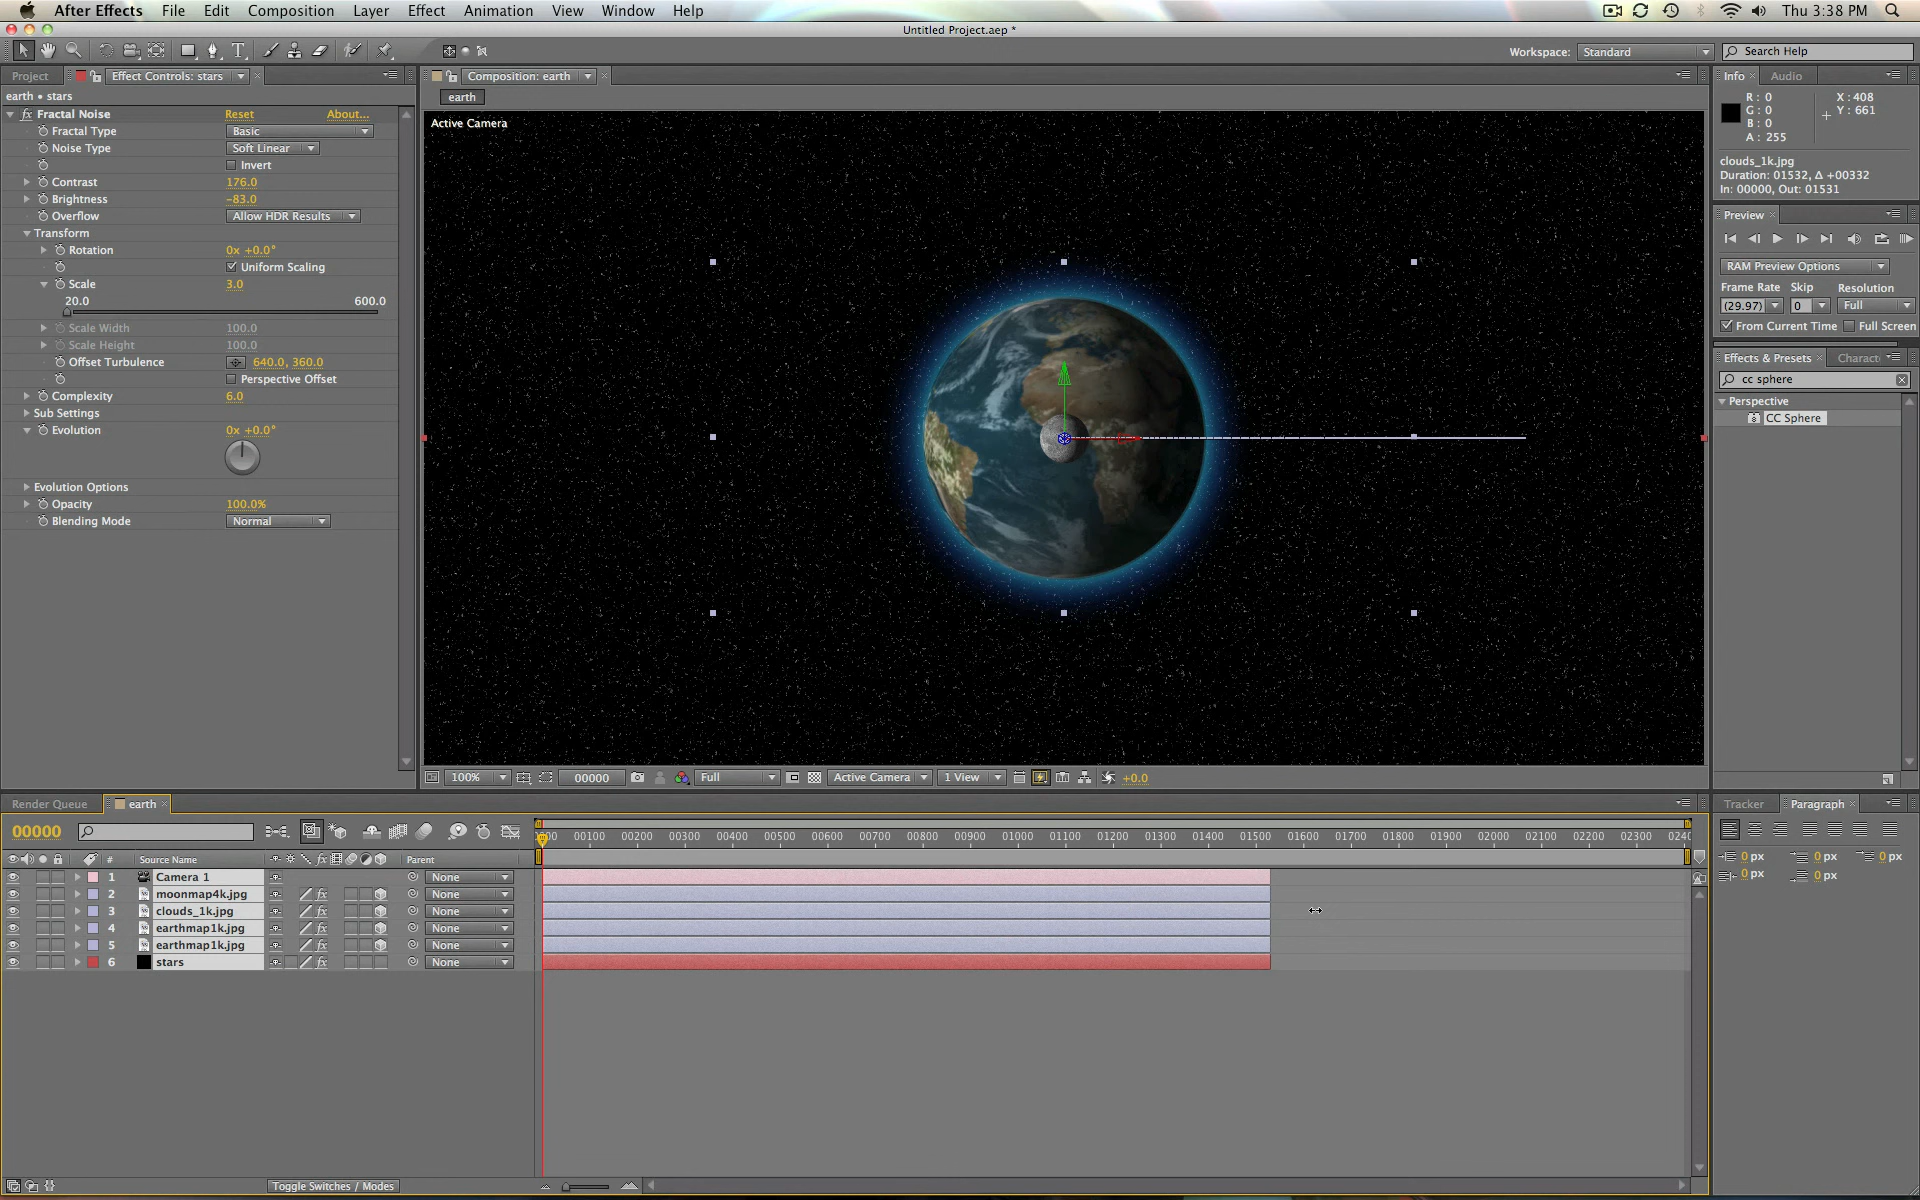 After Effects File Edit Composition Layer Effect Animation View Window Help Thu 3:38 PM
Untitled Project.aep *
Workspace: Standard Search Help
Project Effect Controls: stars
earth • stars
Fractal Noise Reset About...
Fractal Type Basic
Noise Type Soft Linear
Invert
Contrast 176.0
Brightness -83.0
Overflow Allow HDR Results
Transform
Rotation 0x +0.0°
Uniform Scaling
Scale 3.0
20.0 600.0
Scale Width 100.0
Scale Height 100.0
Offset Turbulence 640.0, 360.0
Perspective Offset
Complexity 6.0
Sub Settings
Evolution 0x +0.0°
Evolution Options
Opacity 100.0%
Blending Mode Normal
Composition: earth
earth
Active Camera
100% 00000 Full Active Camera 1 View +0.0
Info Audio
R : 0 X : 408
G : 0 Y : 661
B : 0
A : 255
clouds_1k.jpg
Duration: 01532, Δ +00332
In: 00000, Out: 01531
Preview
RAM Preview Options
Frame Rate Skip Resolution
(29.97) 0 Full
From Current Time Full Screen
Effects & Presets Charact
cc sphere
Perspective
CC Sphere
Render Queue earth
00000
00100 00200 00300 00400 00500 00600 00700 00800 00900 01000 01100 01200 01300 01400 01500 01600 01700 01800 01900 02000 02100 02200 02300
# Source Name fx Parent
1 Camera 1 None
2 moonmap4k.jpg fx None
3 clouds_1k.jpg fx None
4 earthmap1k.jpg fx None
5 earthmap1k.jpg fx None
6 stars fx None
Toggle Switches / Modes
Tracker Paragraph
0 px 0 px 0 px
0 px 0 px